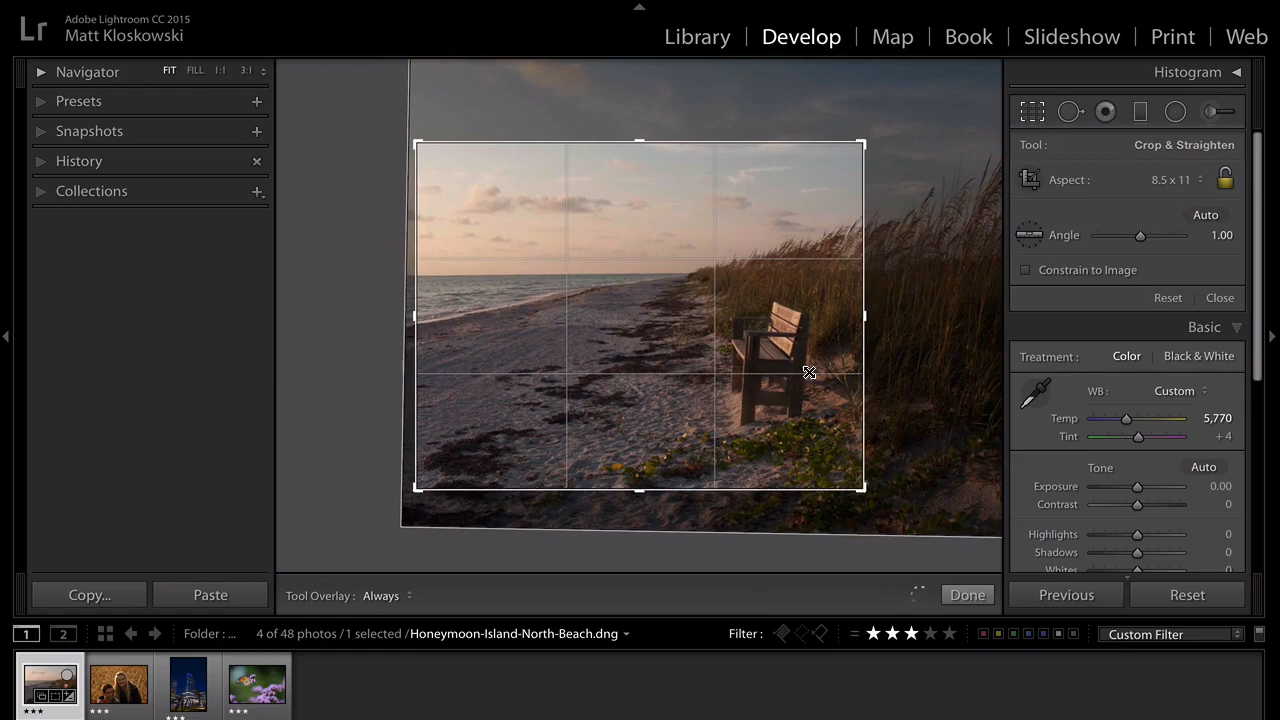 Lr
Adobe Lightroom CC 2015
Matt Kloskowski
Library | Develop | Map | Book | Slideshow | Print | Web
Navigator FIT FILL 1:1 3:1
Presets
Snapshots
History
Collections
Histogram
Tool : Crop & Straighten
Aspect : 8.5 x 11
Auto
Angle 1.00
Constrain to Image
Reset Close
Basic
Treatment : Color Black & White
WB : Custom
Temp 5,770
Tint + 4
Tone Auto
Exposure 0.00
Contrast 0
Highlights 0
Shadows 0
Whites
Copy... Paste
Tool Overlay : Always
Done
Previous Reset
1 2 Folder : ... 4 of 48 photos / 1 selected / Honeymoon-Island-North-Beach.dng Filter : Custom Filter